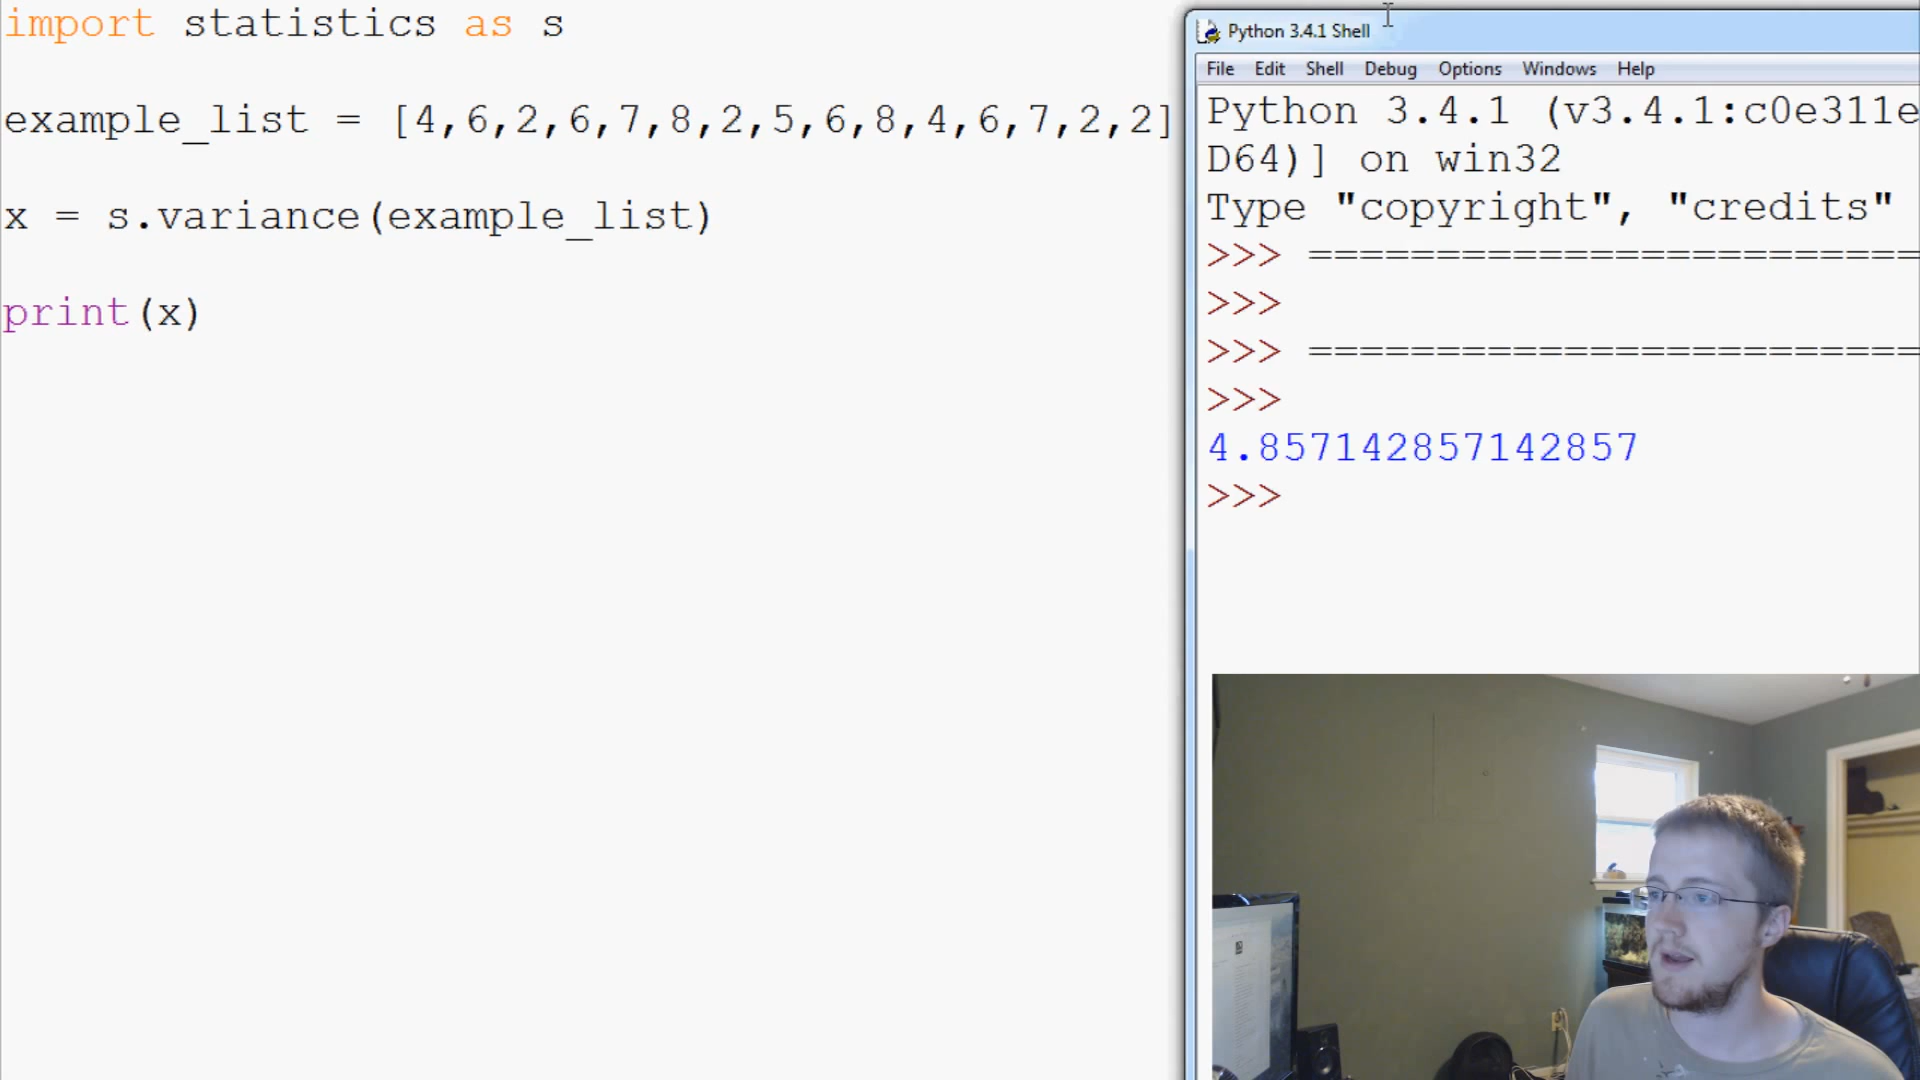 import statistics as s
example_list = [4,6,2,6,7,8,2,5,6,8,4,6,7,2,2]
x = s.variance(example_list)
print(x)
Python 3.4.1 Shell
File Edit Shell Debug Options Windows Help
Python 3.4.1 (v3.4.1:c0e311e
D64)] on win32
Type "copyright", "credits"
>>> ========================
>>>
>>> ========================
>>>
4.857142857142857
>>>